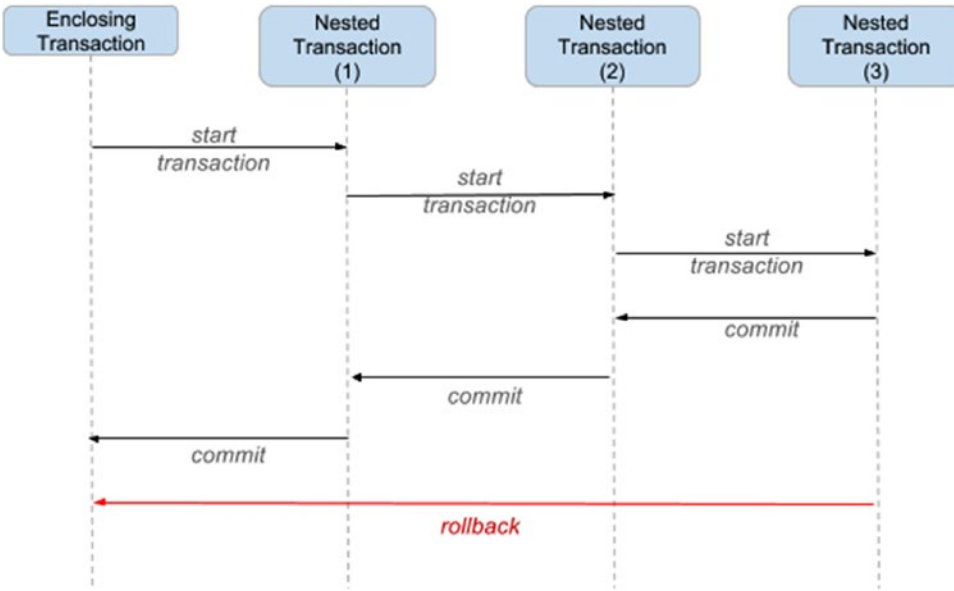 Enclosing
Transaction
Nested
Transaction
(1)
Nested
Transaction
(2)
Nested
Transaction
(3)
start
transaction
start
transaction
start
transaction
commit
commit
commit
rollback